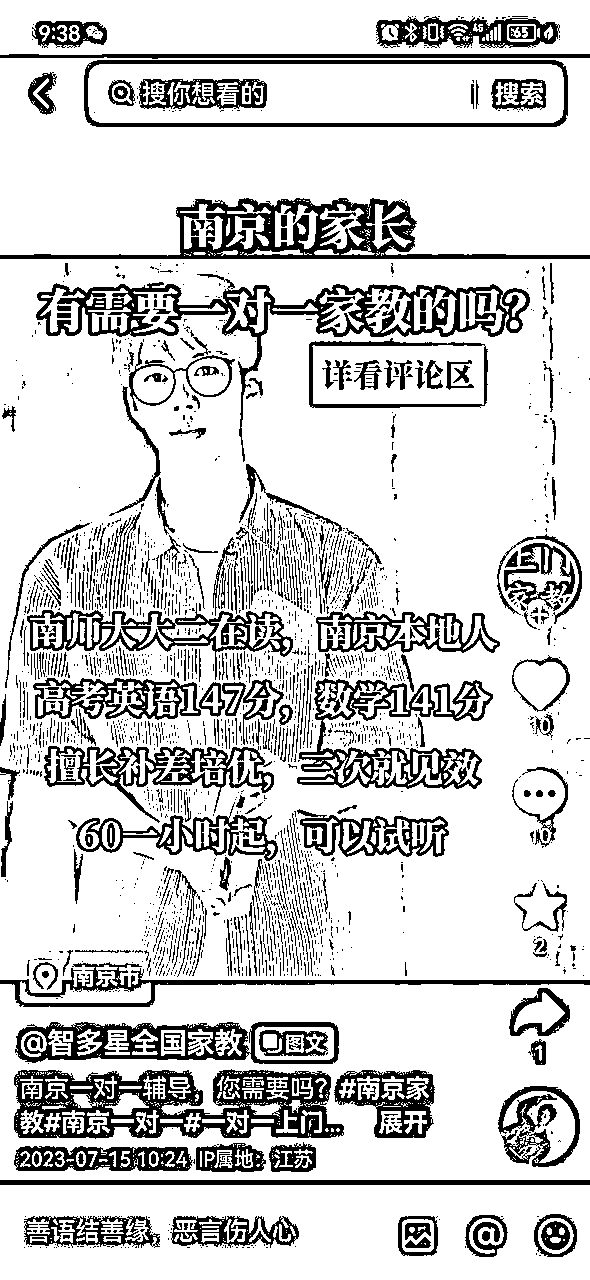 9:38
65
搜你想看的
搜索
南京的家长
有需要一对一家教的吗？
详看评论区
上门
家教
南师大大二在读，南京本地人
高考英语147分，数学141分
擅长补差培优，三次就见效
60一小时起，可以试听
10
10
2
1
南京市
@智多星全国家教
图文
南京一对一辅导，您需要吗？#南京家
教#南京一对一#一对一上门... 展开
2023-07-15 10:24 IP属地：江苏
善语结善缘，恶言伤人心